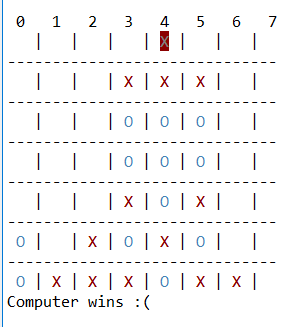 0   1   2   3   4   5   6   7
   |   |   |   | X |   |   |
------------------------------
   |   |   | X | X | X |   |
------------------------------
   |   |   | O | O | O |   |
------------------------------
   |   |   | O | O | O |   |
------------------------------
   |   |   | X | O | X |   |
------------------------------
 O |   | X | O | X | O |   |
------------------------------
 O | X | X | X | O | X | X |
Computer wins :(